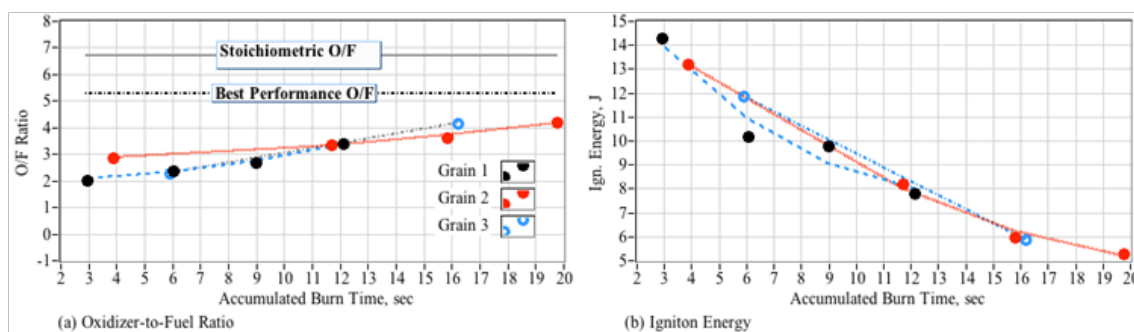 8
7
6
5
4
3
2
1
0
-1
O/F Ratio
Stoichiometric O/F
Best Performance O/F
Grain 1
Grain 2
Grain 3
2 3 4 5 6 7 8 9 10 11 12 13 14 15 16 17 18 19 20
Accumulated Burn Time, sec
(a) Oxidizer-to-Fuel Ratio
15
14
13
12
11
10
9
8
7
6
5
Ign. Energy, J
2 3 4 5 6 7 8 9 10 11 12 13 14 15 16 17 18 19 20
Accumulated Burn Time, sec
(b) Igniton Energy